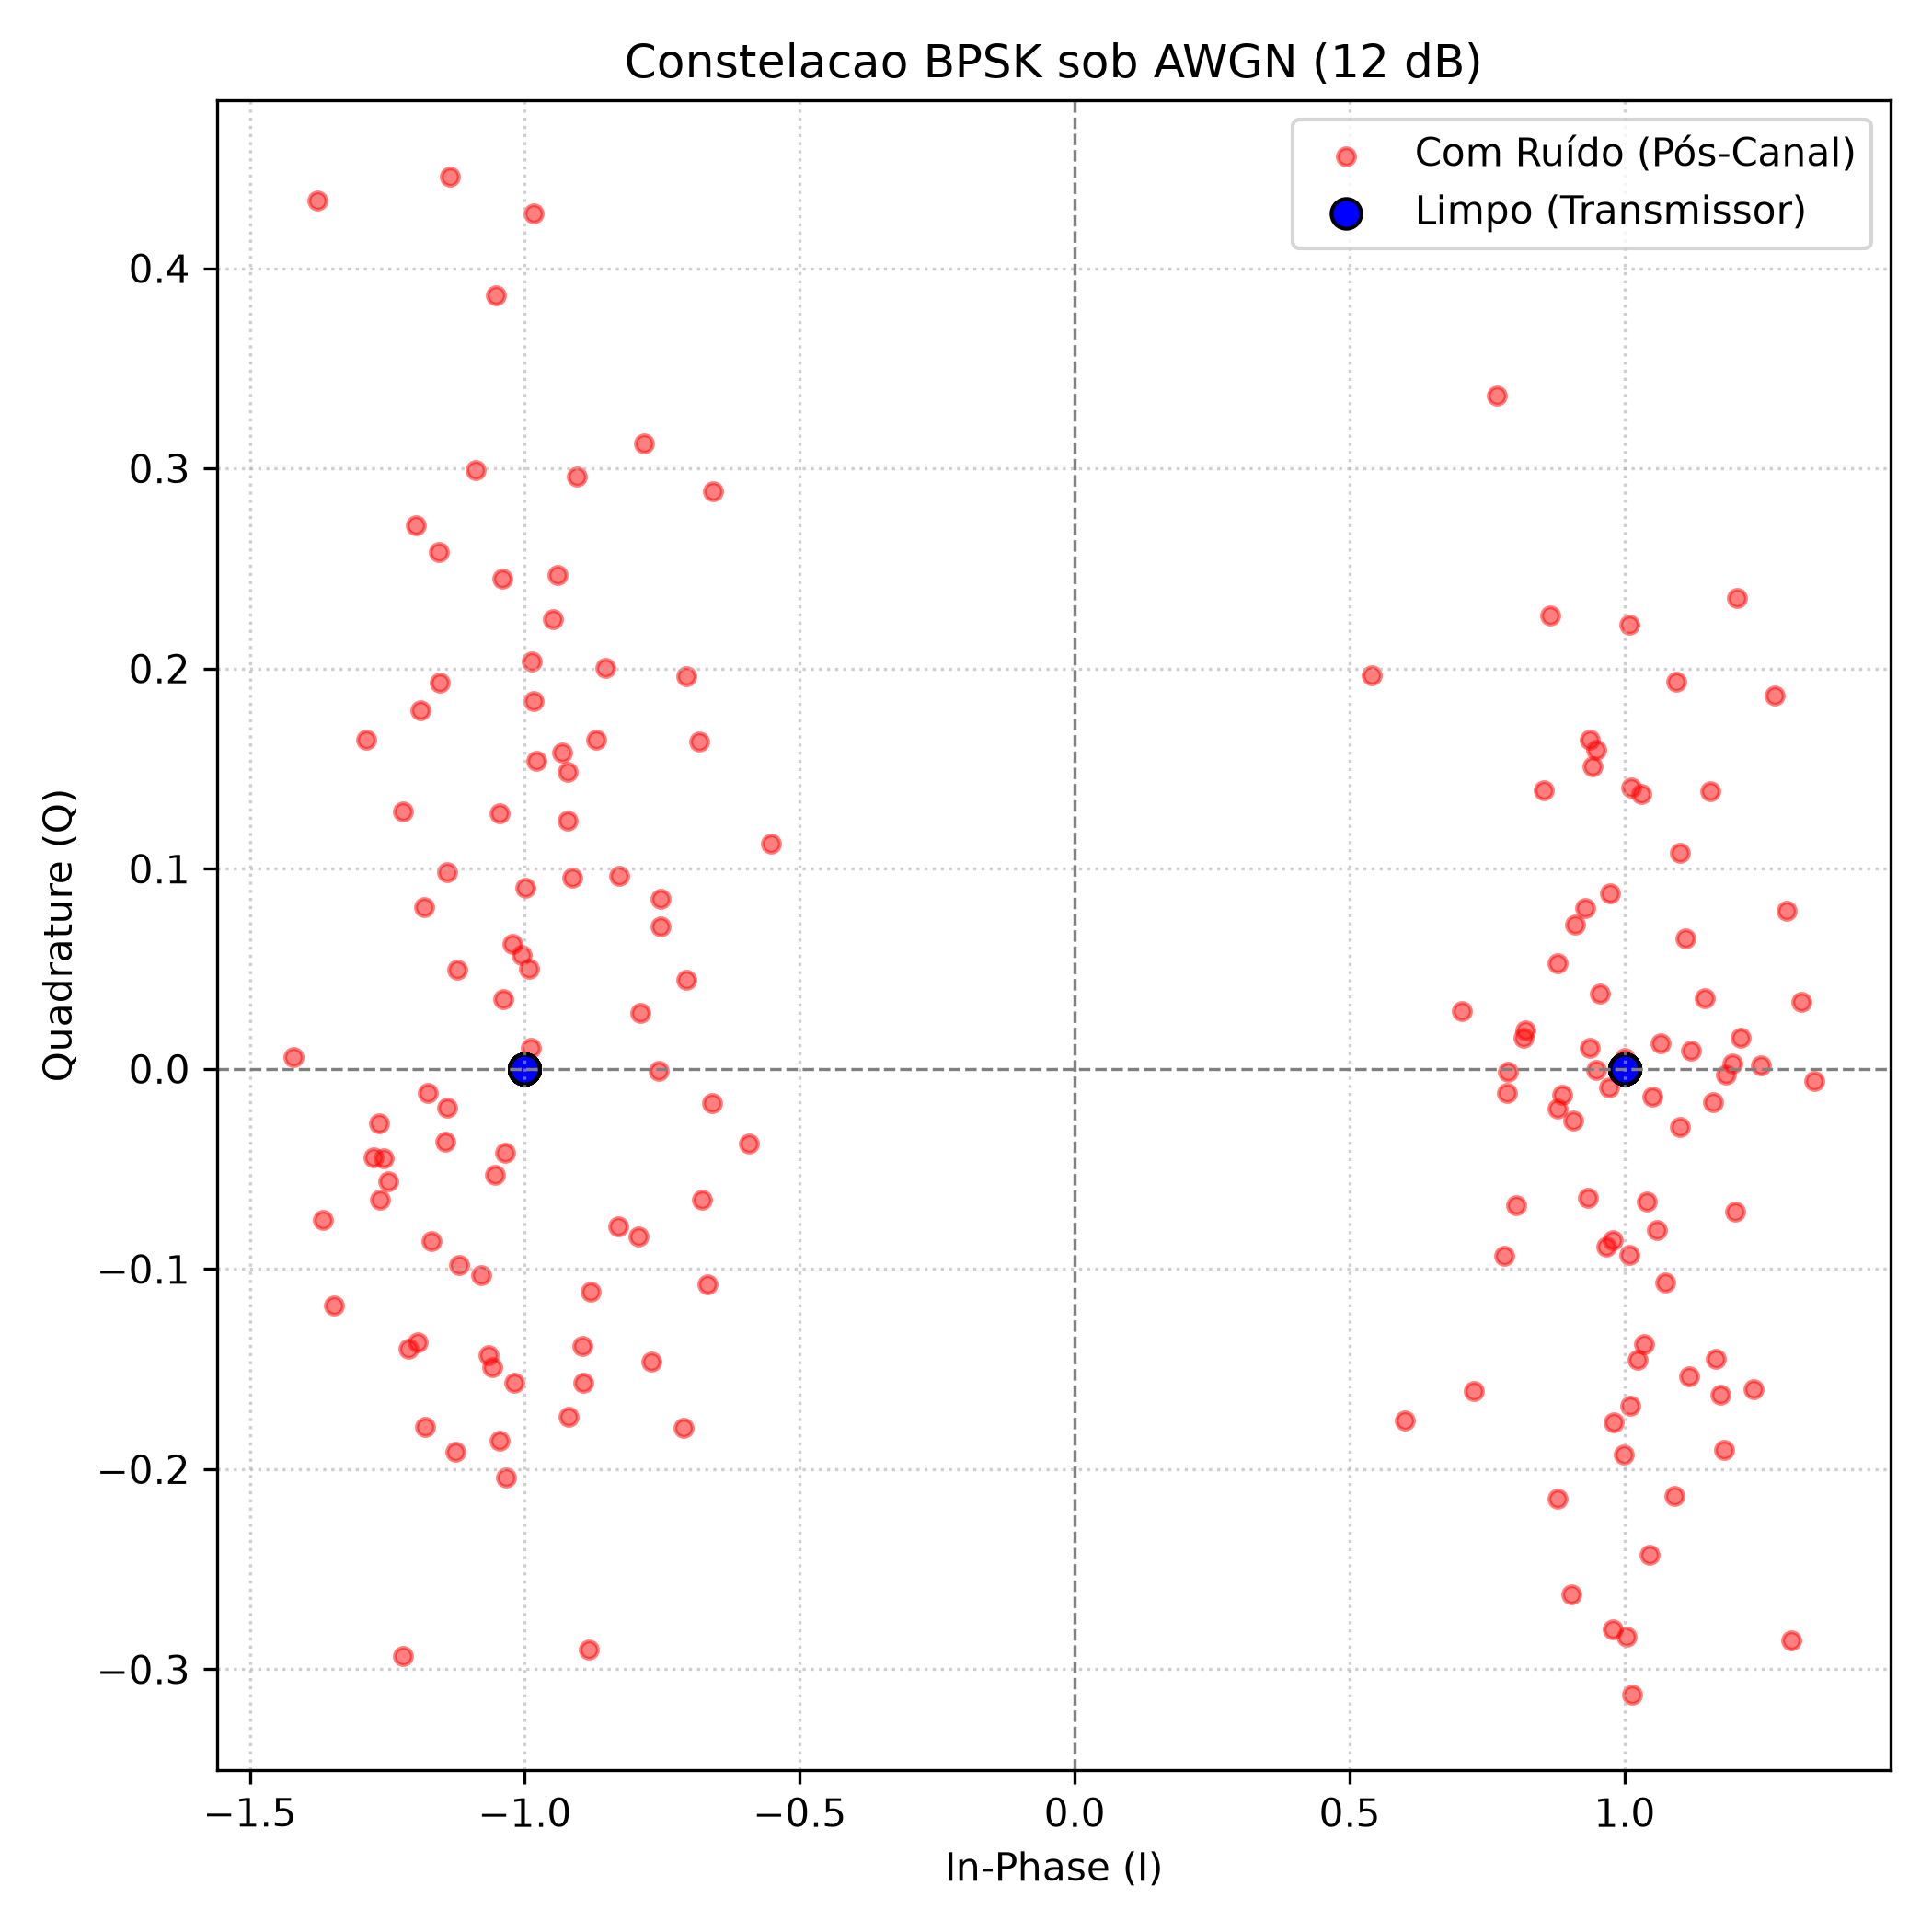 Constelacao BPSK sob AWGN (12 dB)
Com Ruído (Pós-Canal)
Limpo (Transmissor)
Quadrature (Q)
0.4
0.3
0.2
0.1
0.0
−0.1
−0.2
−0.3
−1.5 −1.0 −0.5 0.0 0.5 1.0
In-Phase (I)